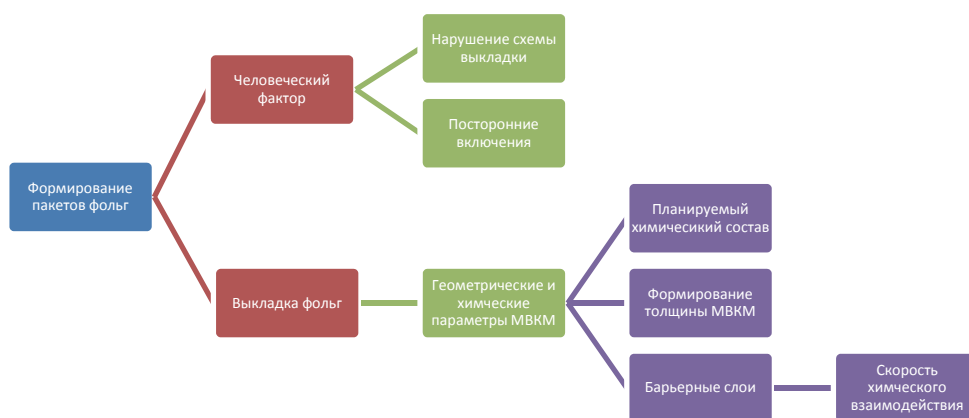 Нарушение схемы
выкладки
Человеческий
фактор
Посторонние
включения
Формирование
пакетов фольг
Планируемый
химичесикий состав
Выкладка фольг
Геометрические и
химческие
параметры МВКМ
Формирование
толщины МВКМ
Барьерные слои
Скорость
химческого
взаимодействия